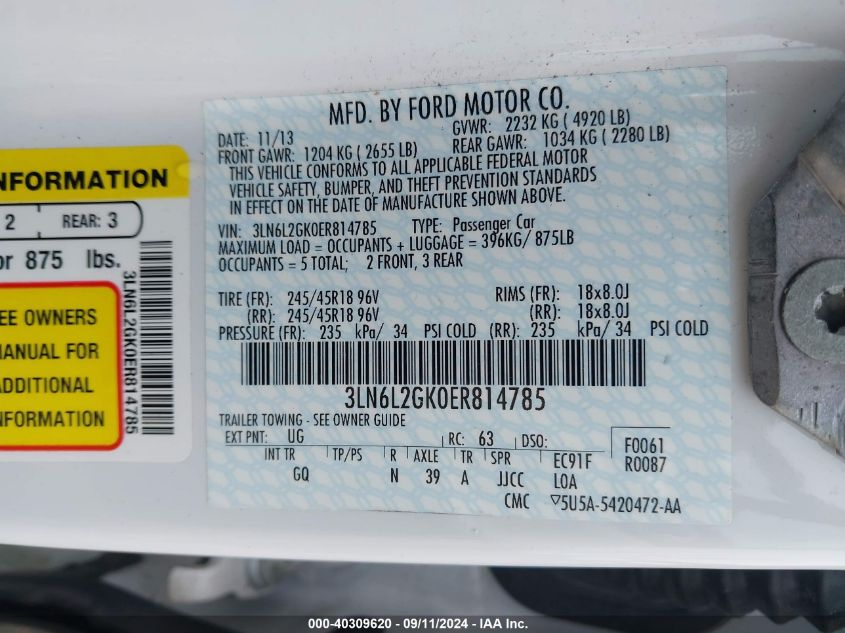 NFORMATION
2 REAR: 3
or 875 lbs.
EE OWNERS
MANUAL FOR
ADDITIONAL
NFORMATION
3LN6L2GK0ER814785
MFD. BY FORD MOTOR CO.
DATE: 11/13 GVWR: 2232 KG ( 4920 LB)
FRONT GAWR: 1204 KG ( 2655 LB) REAR GAWR: 1034 KG ( 2280 LB)
THIS VEHICLE CONFORMS TO ALL APPLICABLE FEDERAL MOTOR
VEHICLE SAFETY, BUMPER, AND THEFT PREVENTION STANDARDS
IN EFFECT ON THE DATE OF MANUFACTURE SHOWN ABOVE.
VIN: 3LN6L2GK0ER814785 TYPE: Passenger Car
MAXIMUM LOAD = OCCUPANTS + LUGGAGE = 396KG/ 875LB
OCCUPANTS = 5 TOTAL; 2 FRONT, 3 REAR
TIRE (FR): 245/45R18 96V RIMS (FR): 18x8.0J
(RR): 245/45R18 96V (RR): 18x8.0J
PRESSURE (FR): 235 kPa/ 34 PSI COLD (RR): 235 kPa/ 34 PSI COLD
3LN6L2GK0ER814785
TRAILER TOWING - SEE OWNER GUIDE
EXT PNT: UG RC: 63 DSO: F0061
INT TR TP/PS R AXLE TR SPR EC91F R0087
GQ N 39 A JJCC LOA
CMC ▽5U5A-5420472-AA
000-40309620 - 09/11/2024 - IAA Inc.